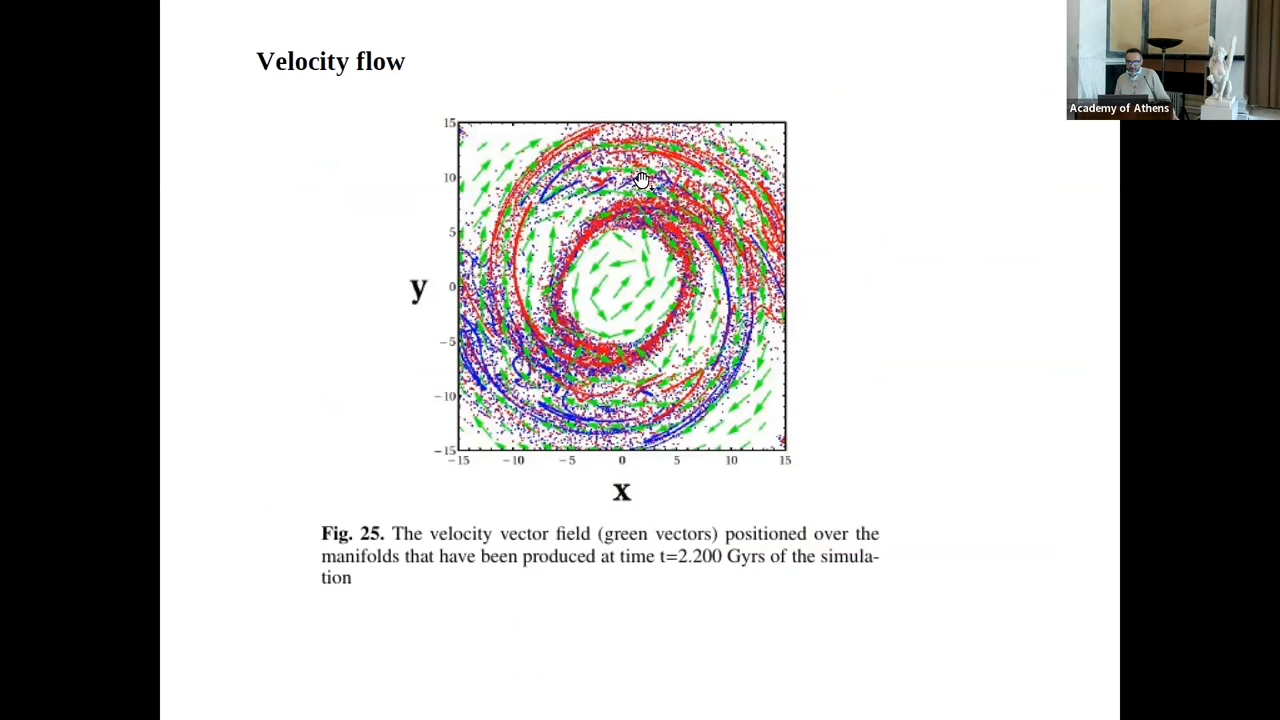 Velocity flow
Academy of Athens
15
10
5
0
−5
−10
−15
y
−15 −10 −5 0 5 10 15
x
Fig. 25. The velocity vector field (green vectors) positioned over the
manifolds that have been produced at time t=2.200 Gyrs of the simula-
tion